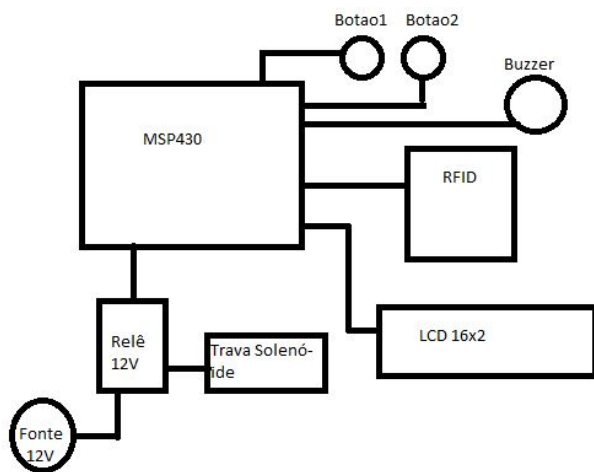 Botao1
Botao2
Buzzer
MSP430
RFID
LCD 16x2
Relê
12V
Trava Solenó-
ide
Fonte
12V